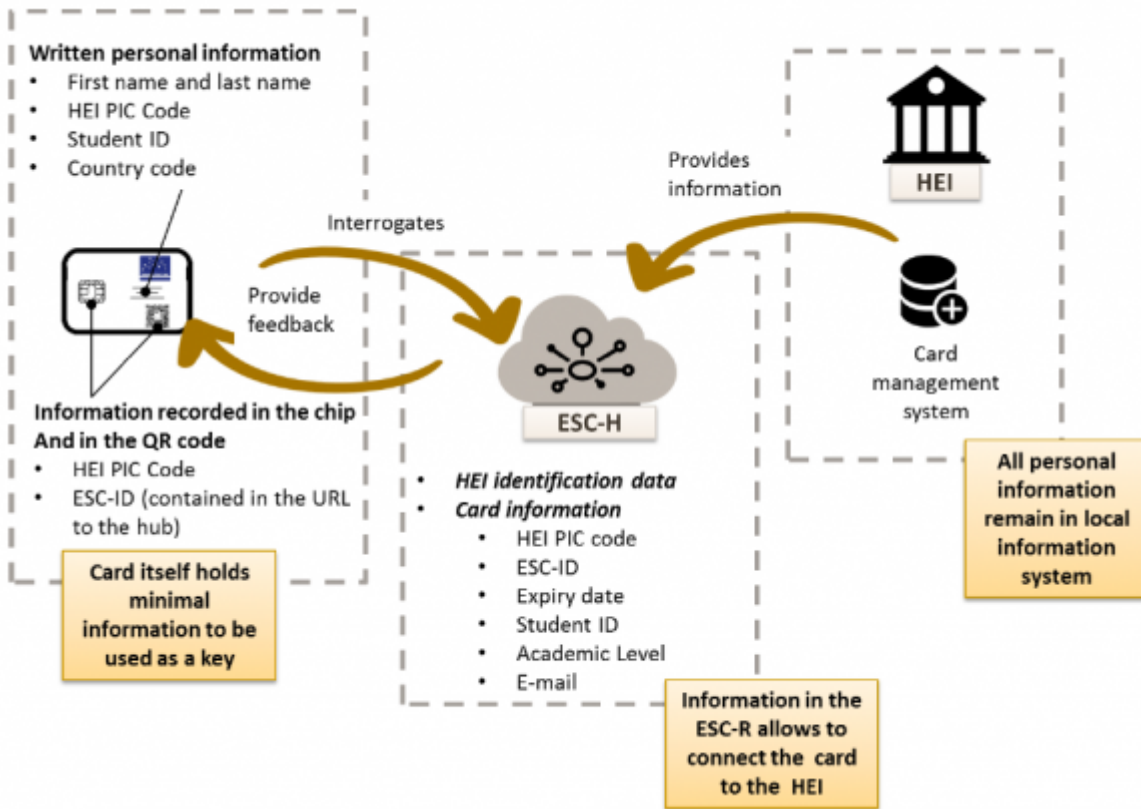 Written personal information
• First name and last name
• HEI PIC Code
• Student ID
• Country code
Interrogates
Provide
feedback
Information recorded in the chip
And in the QR code
• HEI PIC Code
• ESC-ID (contained in the URL
to the hub)
Card itself holds
minimal
information to be
used as a key
ESC-H
• HEI identification data
• Card information
• HEI PIC code
• ESC-ID
• Expiry date
• Student ID
• Academic Level
• E-mail
Information in the
ESC-R allows to
connect the card
to the HEI
Provides
information
HEI
Card
management
system
All personal
information
remain in local
information
system